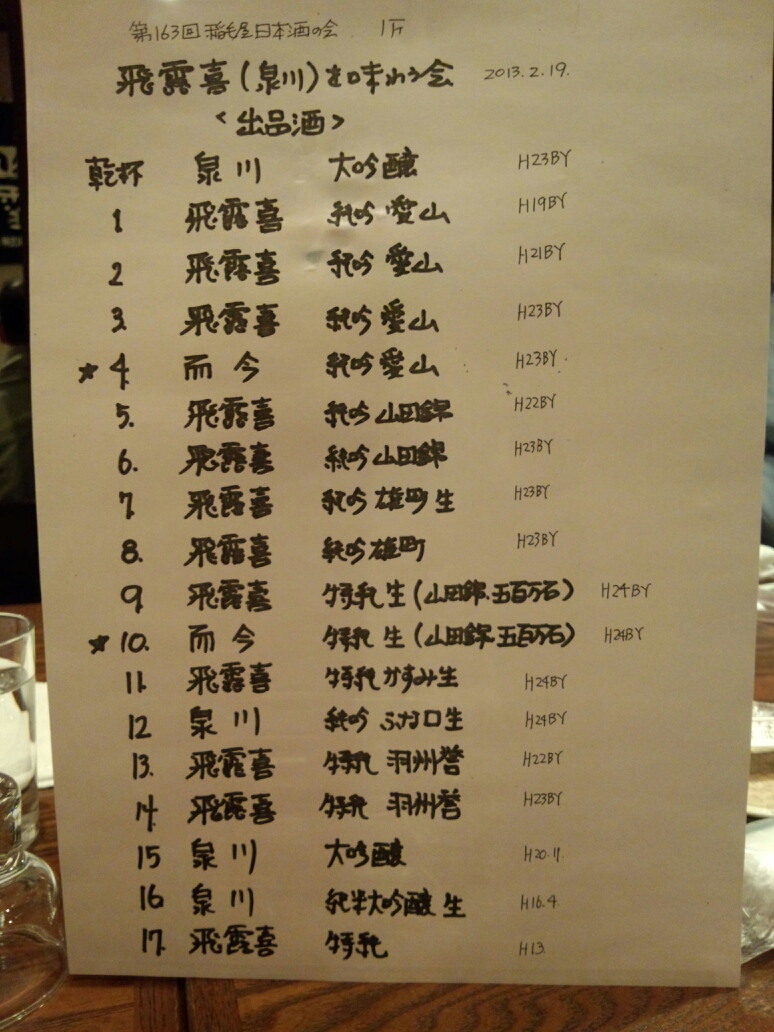 第163回 稲毛屋日本酒の会
飛露喜(泉川)を味わう会 2013.2.19.
<出品酒>
乾杯 泉川 大吟醸 H23BY
1 飛露喜 純吟 愛山 H19BY
2 飛露喜 純吟 愛山 H21BY
3. 飛露喜 純吟 愛山 H23BY
★4. 而今 純吟 愛山 H23BY.
5. 飛露喜 純吟 山田錦 H22BY
6. 飛露喜 純吟 山田錦 H23BY
7. 飛露喜 純吟 雄町 生 H23BY
8. 飛露喜 純吟 雄町 H23BY
9 飛露喜 特純 生(山田錦、五百万石) H24BY
★10. 而今 特純 生(山田錦 五百万石) H24BY
11. 飛露喜 特純 かすみ生 H24BY
12 泉川 純吟 ふな口生 H24BY
13. 飛露喜 特純 羽州誉 H22BY
14 飛露喜 特純 羽州誉 H23BY
15 泉川 大吟醸 H20.11.
16 泉川 純米大吟醸 生 H16.4.
17. 飛露喜 特純 H13.